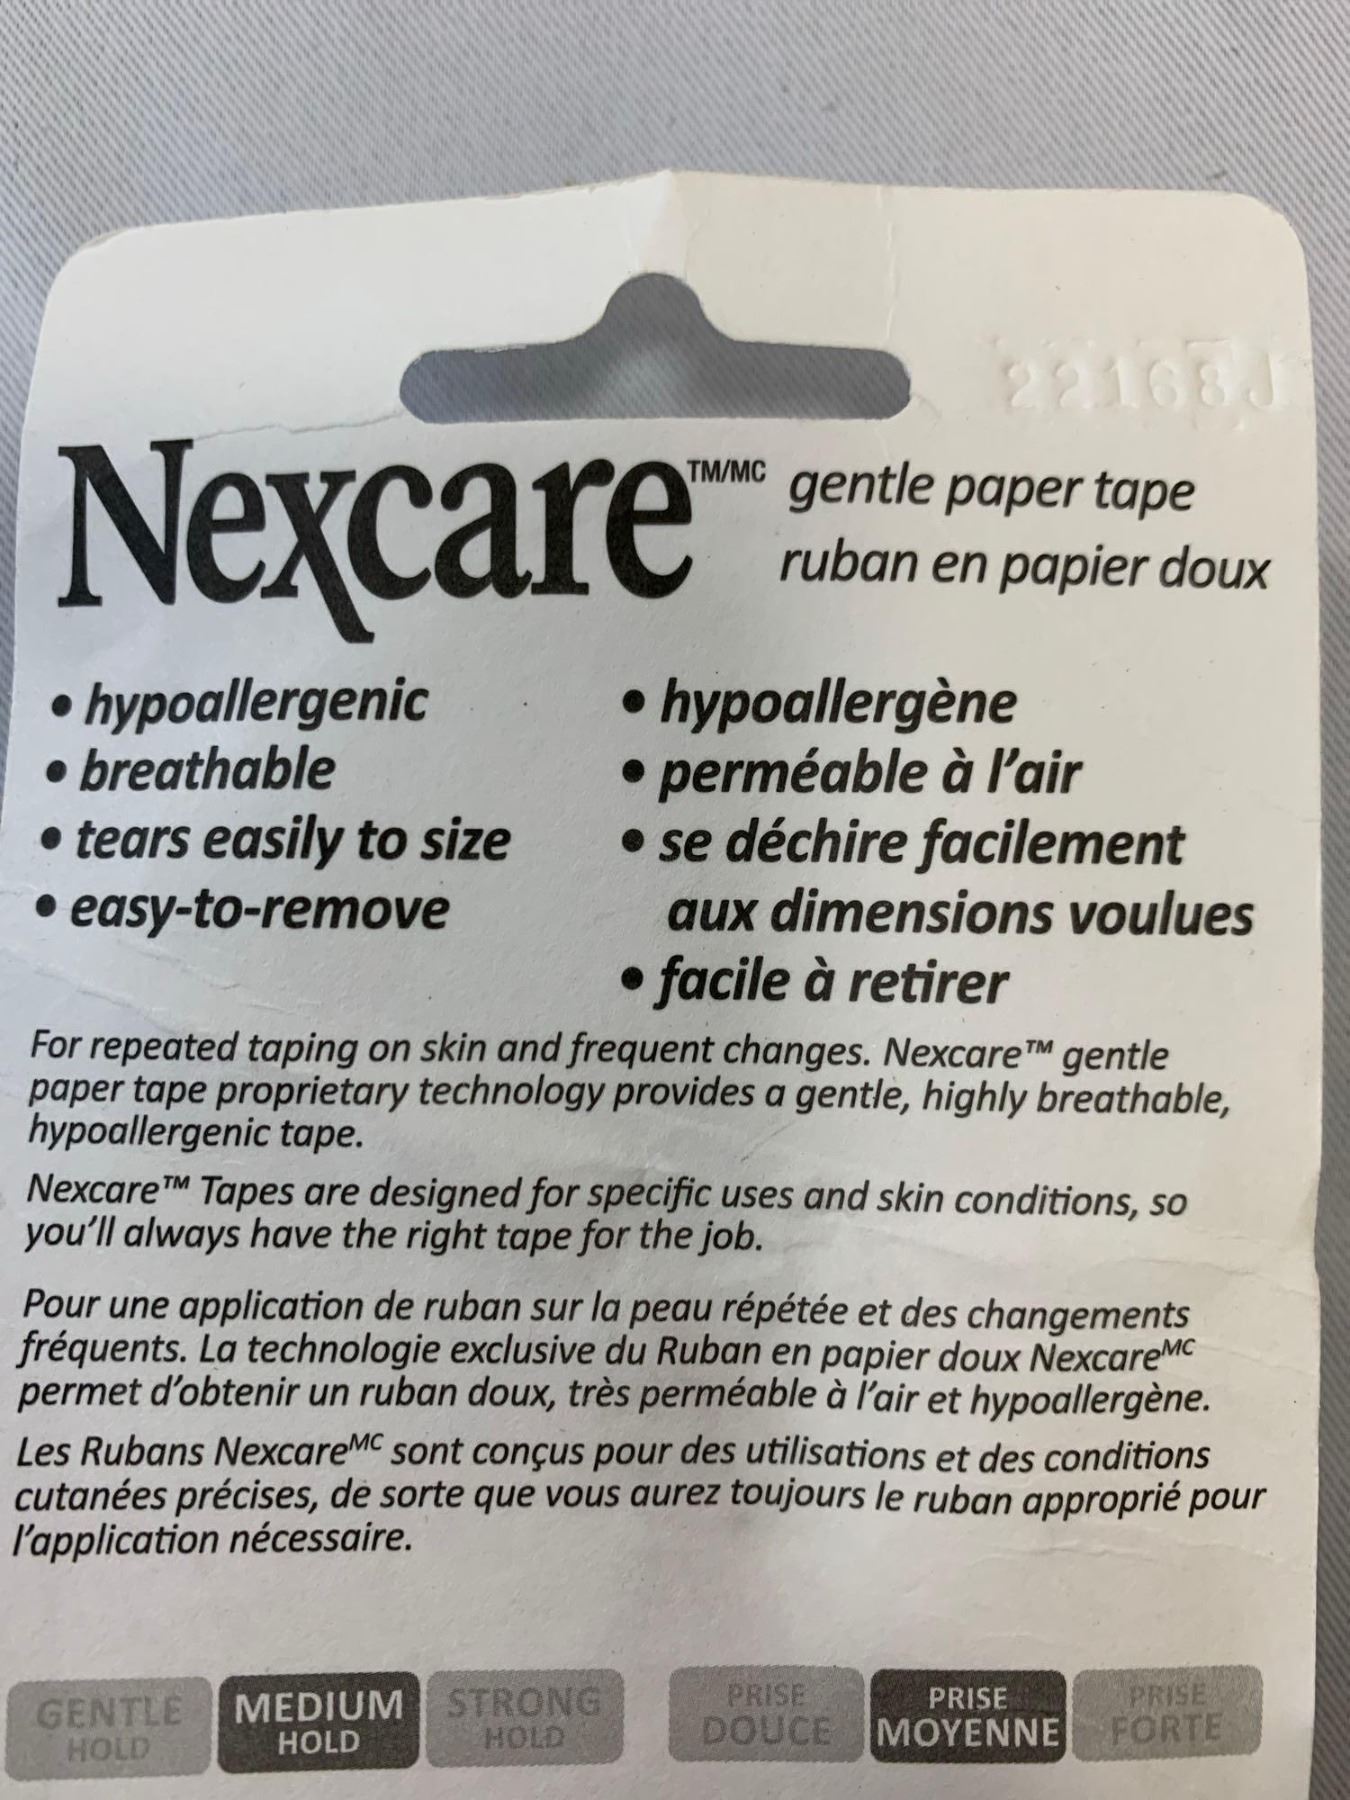 Nexcare™/MC gentle paper tape
ruban en papier doux
• hypoallergenic
• breathable
• tears easily to size
• easy-to-remove
• hypoallergène
• perméable à l'air
• se déchire facilement
aux dimensions voulues
• facile à retirer
For repeated taping on skin and frequent changes. Nexcare™ gentle
paper tape proprietary technology provides a gentle, highly breathable,
hypoallergenic tape.
Nexcare™ Tapes are designed for specific uses and skin conditions, so
you'll always have the right tape for the job.
Pour une application de ruban sur la peau répétée et des changements
fréquents. La technologie exclusive du Ruban en papier doux NexcareMC
permet d'obtenir un ruban doux, très perméable à l'air et hypoallergène.
Les Rubans NexcareMC sont conçus pour des utilisations et des conditions
cutanées précises, de sorte que vous aurez toujours le ruban approprié pour
l'application nécessaire.
GENTLE
HOLD
MEDIUM
HOLD
STRONG
HOLD
PRISE
DOUCE
PRISE
MOYENNE
PRISE
FORTE